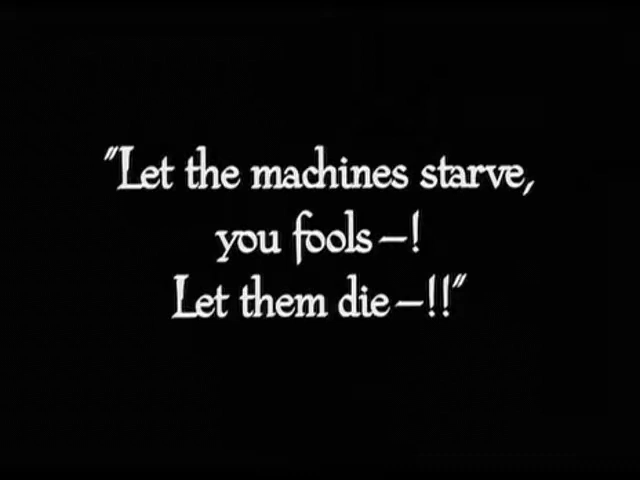 "Let the machines starve,
you fools—!
Let them die—!!"